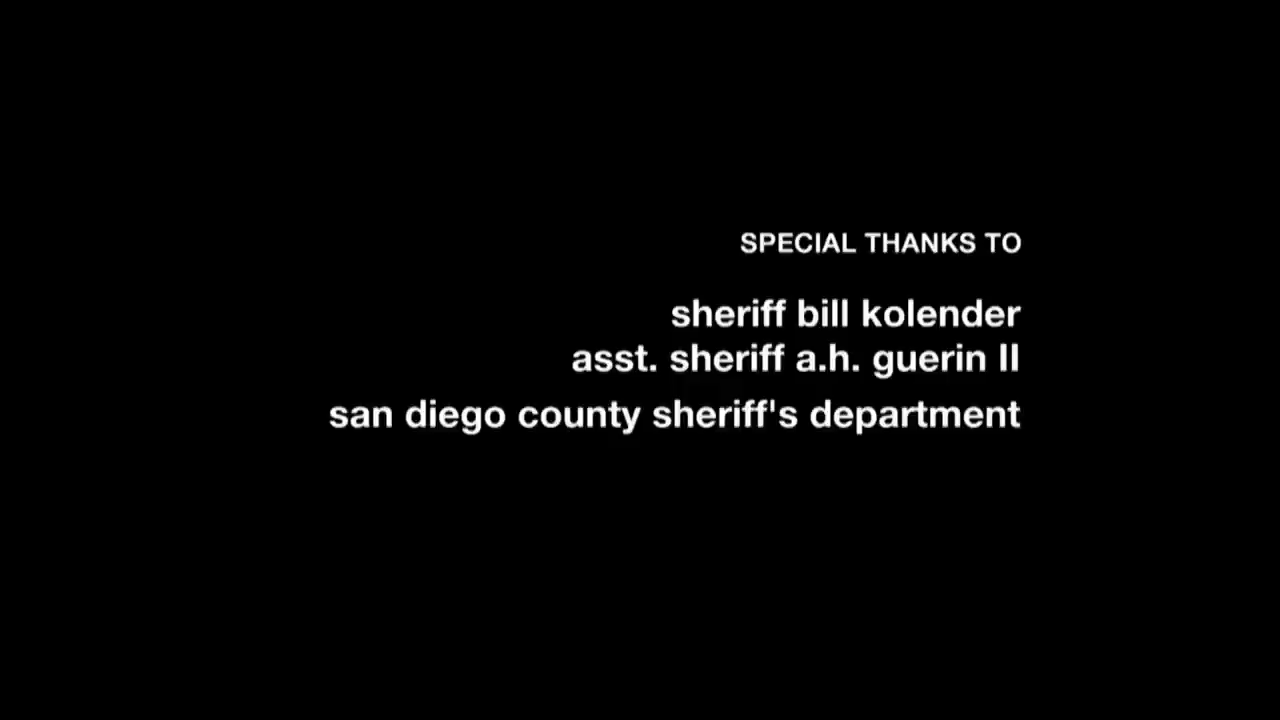 SPECIAL THANKS TO
sheriff bill kolender
asst. sheriff a.h. guerin II
san diego county sheriff's department